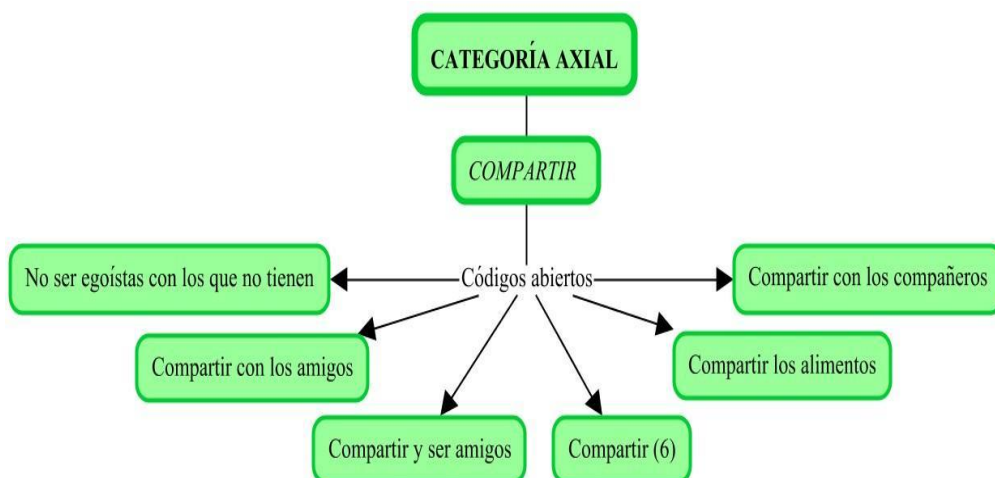 CATEGORÍA AXIAL
COMPARTIR
Códigos abiertos
No ser egoístas con los que no tienen
Compartir con los compañeros
Compartir con los amigos
Compartir los alimentos
Compartir y ser amigos
Compartir (6)